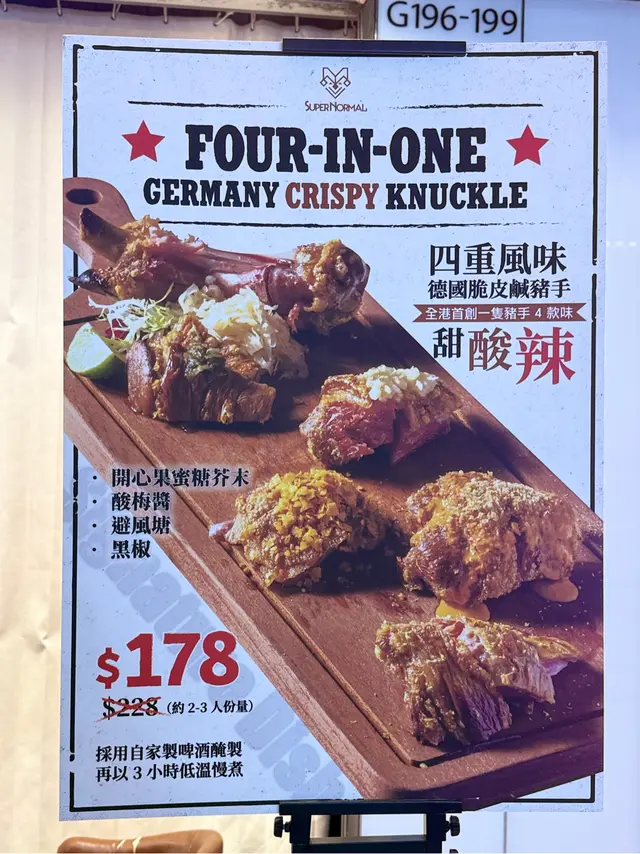 G196-199
SUPERNORMAL
FOUR-IN-ONE
GERMANY CRISPY KNUCKLE
四重風味
德國脆皮鹹豬手
全港首創一隻豬手 4 款味
甜酸辣
· 開心果蜜糖芥末
· 酸梅醬
· 避風塘
· 黑椒
Signature Dish
$178
$228 (約 2-3 人份量)
採用自家製啤酒醃製
再以 3 小時低溫慢煮